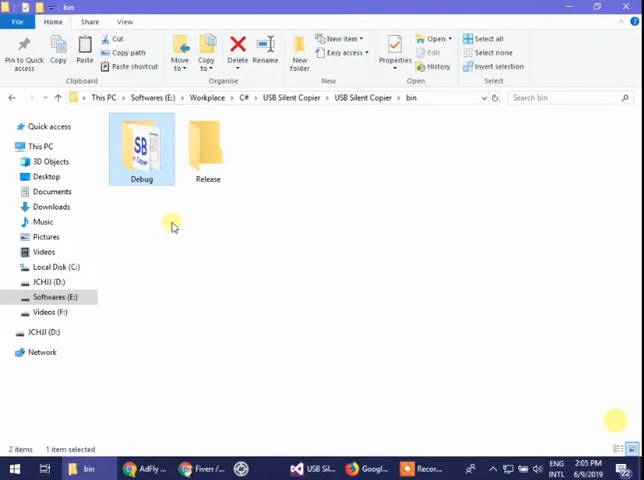 bin
File
Home
Share
View
Pin to Quick access
Copy
Paste
Cut
Copy path
Paste shortcut
Clipboard
Move to
Copy to
Delete
Rename
Organise
New folder
New item
Easy access
New
Properties
Open
Edit
History
Open
Select all
Select none
Invert selection
Select
This PC > Softwares (E:) > Workplace > C# > USB Silent Copier > USB Silent Copier > bin
Search bin
Quick access
This PC
3D Objects
Desktop
Documents
Downloads
Music
Pictures
Videos
Local Disk (C:)
JCHJJ (D:)
Softwares (E:)
Videos (F:)
JCHJJ (D:)
Network
SB
Debug
Release
2 items
1 item selected
bin
AdFly ...
Fiverr /...
USB Sil...
Googl...
Recor...
ENG
INTL
2:05 PM
6/9/2019
22